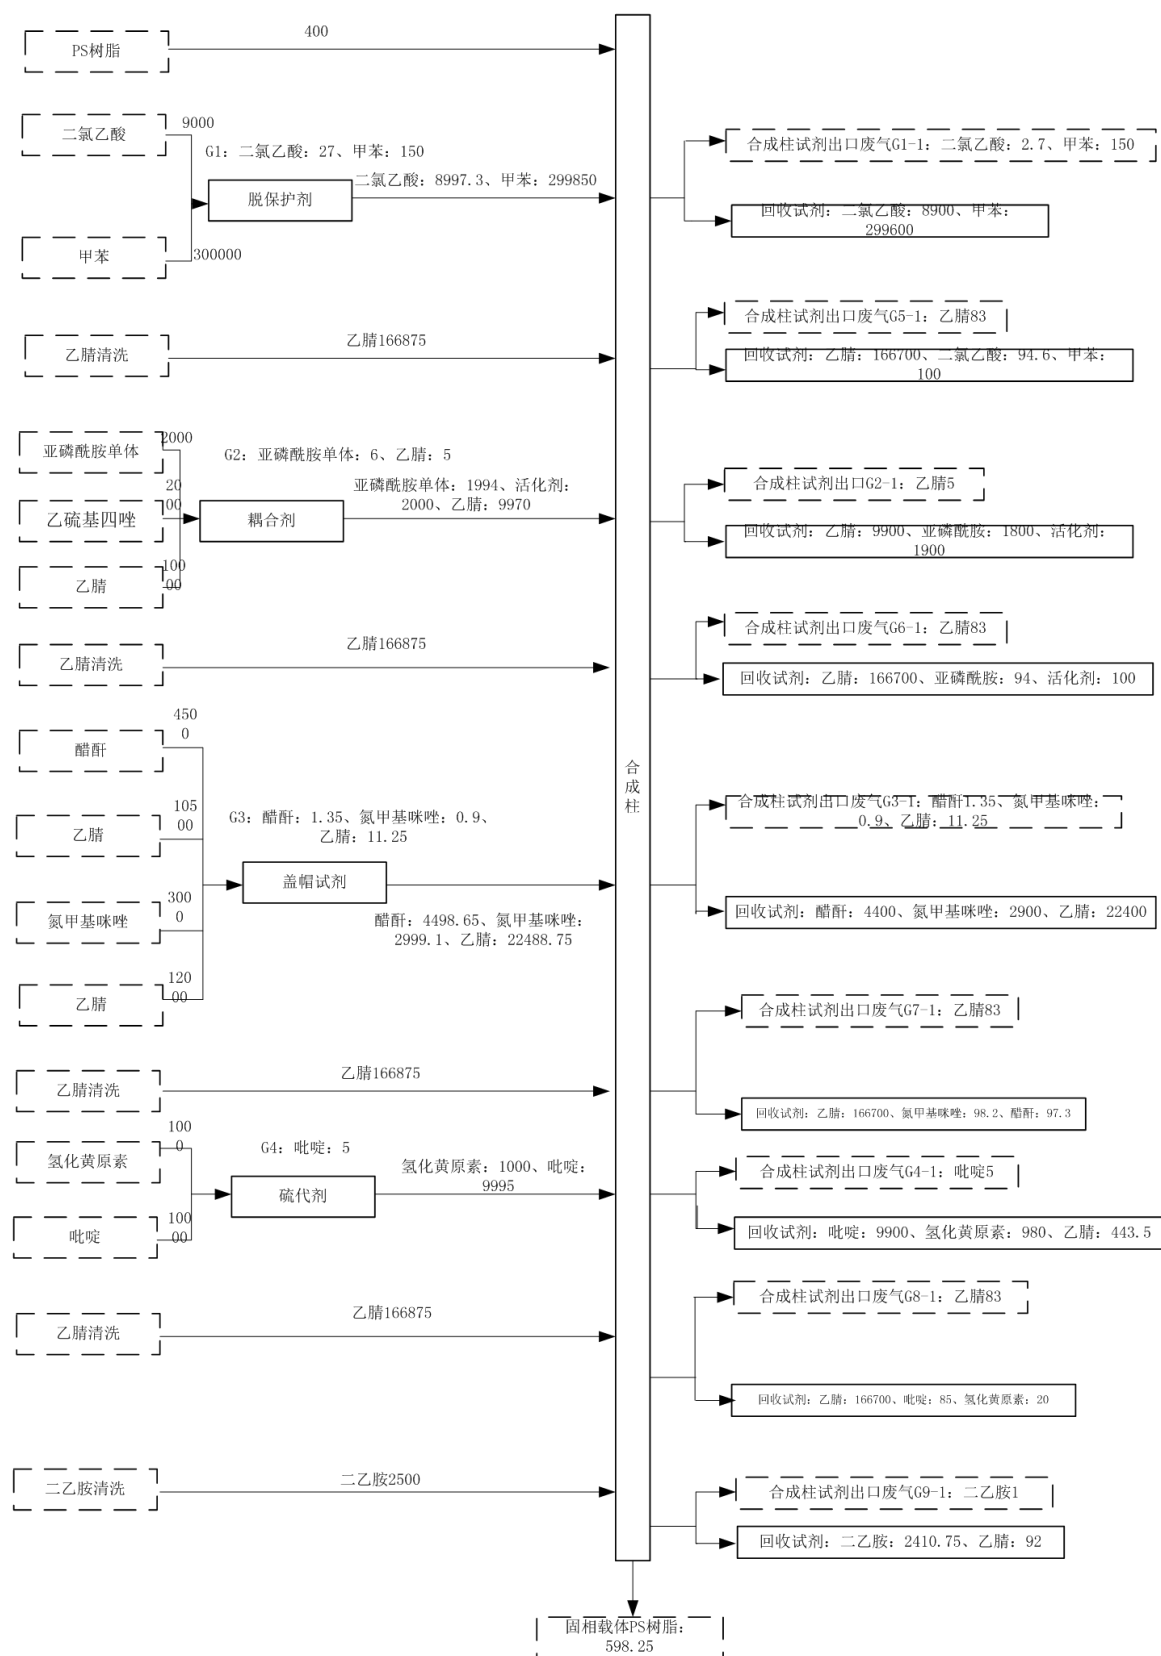 400
PS树脂
二氯乙酸
9000
G1：二氯乙酸：27、甲苯：150
脱保护剂
二氯乙酸：8997.3、甲苯：299850
甲苯
300000
合成柱试剂出口废气G1-1：二氯乙酸：2.7、甲苯：150
回收试剂：二氯乙酸：8900、甲苯：
299600
乙腈清洗
乙腈166875
合成柱试剂出口废气G5-1：乙腈83
回收试剂：乙腈：166700、二氯乙酸：94.6、甲苯：
100
亚磷酰胺单体
2000
G2：亚磷酰胺单体：6、乙腈：5
乙硫基四唑
20
00
耦合剂
亚磷酰胺单体：1994、活化剂：
2000、乙腈：9970
乙腈
100
00
合成柱试剂出口G2-1：乙腈5
回收试剂：乙腈：9900、亚磷酰胺：1800、活化剂：
1900
乙腈清洗
乙腈166875
合成柱试剂出口废气G6-1：乙腈83
回收试剂：乙腈：166700、亚磷酰胺：94、活化剂：100
醋酐
450
0
乙腈
105
00
G3：醋酐：1.35、氮甲基咪唑：0.9、
乙腈：11.25
盖帽试剂
醋酐：4498.65、氮甲基咪唑：
2999.1、乙腈：22488.75
氮甲基咪唑
300
0
乙腈
120
00
合
成
柱
合成柱试剂出口废气G3-1：醋酐1.35、氮甲基咪唑：
0.9、乙腈：11.25
回收试剂：醋酐：4400、氮甲基咪唑：2900、乙腈：22400
乙腈清洗
乙腈166875
合成柱试剂出口废气G7-1：乙腈83
回收试剂：乙腈：166700、氮甲基咪唑：98.2、醋酐：97.3
氢化黄原素
100
0
G4：吡啶：5
硫代剂
氢化黄原素：1000、吡啶：
9995
吡啶
100
00
合成柱试剂出口废气G4-1：吡啶5
回收试剂：吡啶：9900、氢化黄原素：980、乙腈：443.5
乙腈清洗
乙腈166875
合成柱试剂出口废气G8-1：乙腈83
回收试剂：乙腈：166700、吡啶：85、氢化黄原素：20
二乙胺清洗
二乙胺2500
合成柱试剂出口废气G9-1：二乙胺1
回收试剂：二乙胺：2410.75、乙腈：92
固相载体PS树脂：
598.25